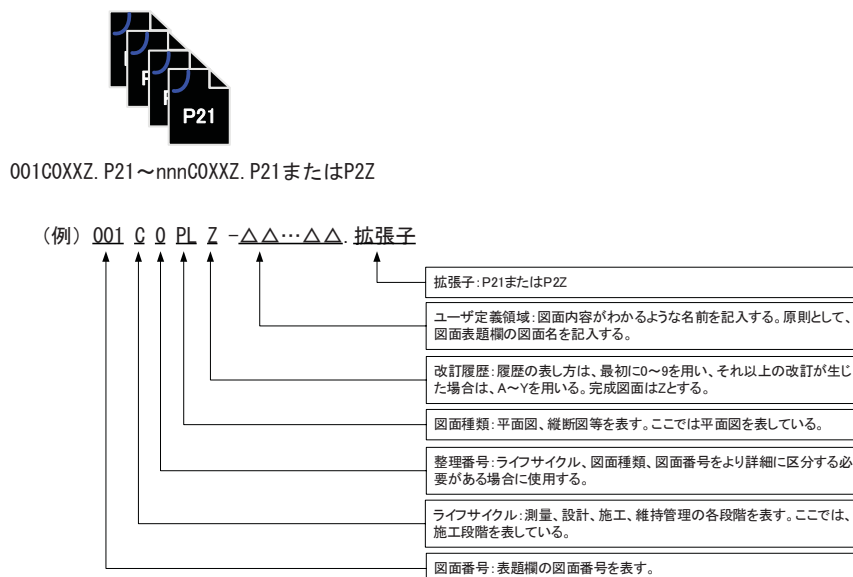 P21
001C0XXZ.P21～nnnC0XXZ.P21またはP2Z
（例）001 C 0 PL Z -△△…△△.拡張子
拡張子：P21またはP2Z
ユーザ定義領域：図面内容がわかるような名前を記入する。原則として、
図面表題欄の図面名を記入する。
改訂履歴：履歴の表し方は、最初に0～9を用い、それ以上の改訂が生じ
た場合は、A～Yを用いる。完成図面はZとする。
図面種類：平面図、縦断図等を表す。ここでは平面図を表している。
整理番号：ライフサイクル、図面種類、図面番号をより詳細に区分する必
要がある場合に使用する。
ライフサイクル：測量、設計、施工、維持管理の各段階を表す。ここでは、
施工段階を表している。
図面番号：表題欄の図面番号を表す。